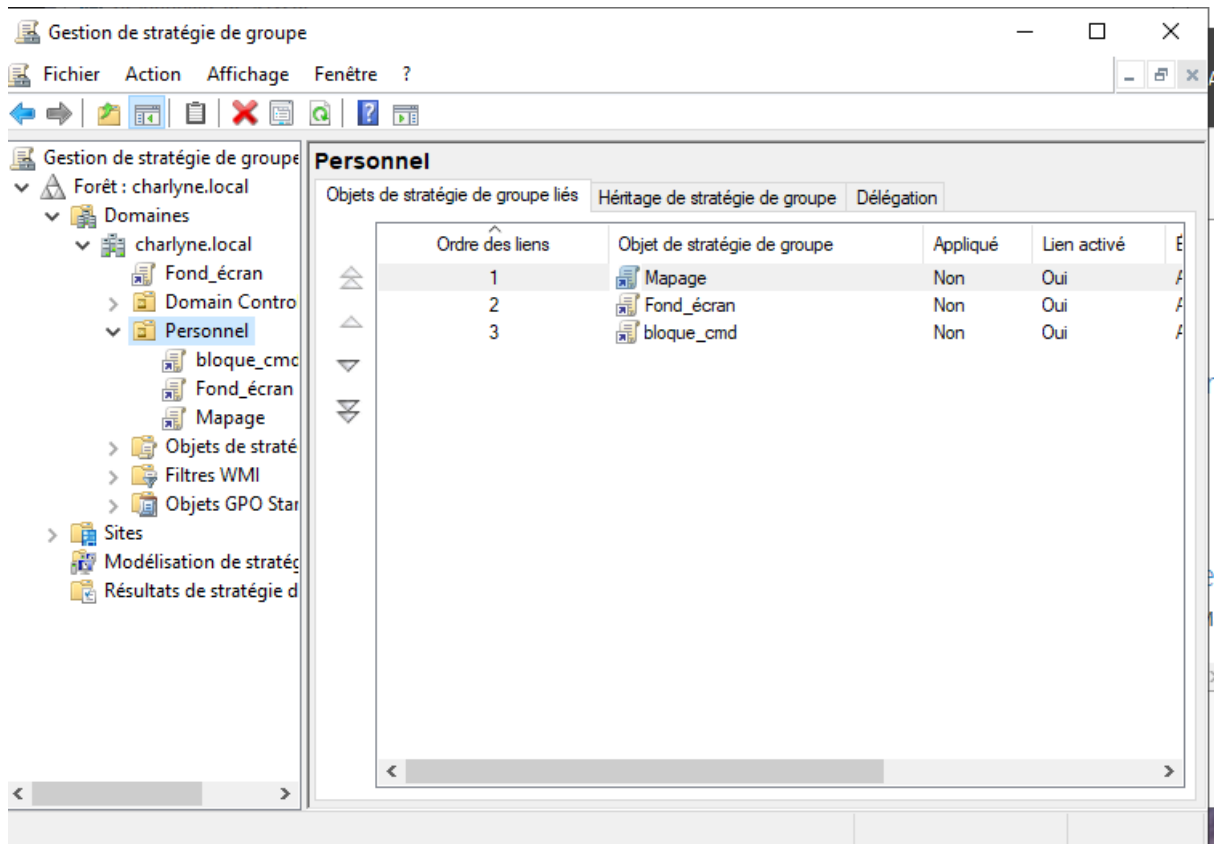 Gestion de stratégie de groupe
Fichier Action Affichage Fenêtre ?
Gestion de stratégie de groupe
Forêt : charlyne.local
Domaines
charlyne.local
Fond_écran
Domain Contro
Personnel
bloque_cmd
Fond_écran
Mapage
Objets de straté
Filtres WMI
Objets GPO Star
Sites
Modélisation de straté
Résultats de stratégie d
Personnel
Objets de stratégie de groupe liés Héritage de stratégie de groupe Délégation
Ordre des liens Objet de stratégie de groupe Appliqué Lien activé É
1 Mapage Non Oui
2 Fond_écran Non Oui
3 bloque_cmd Non Oui